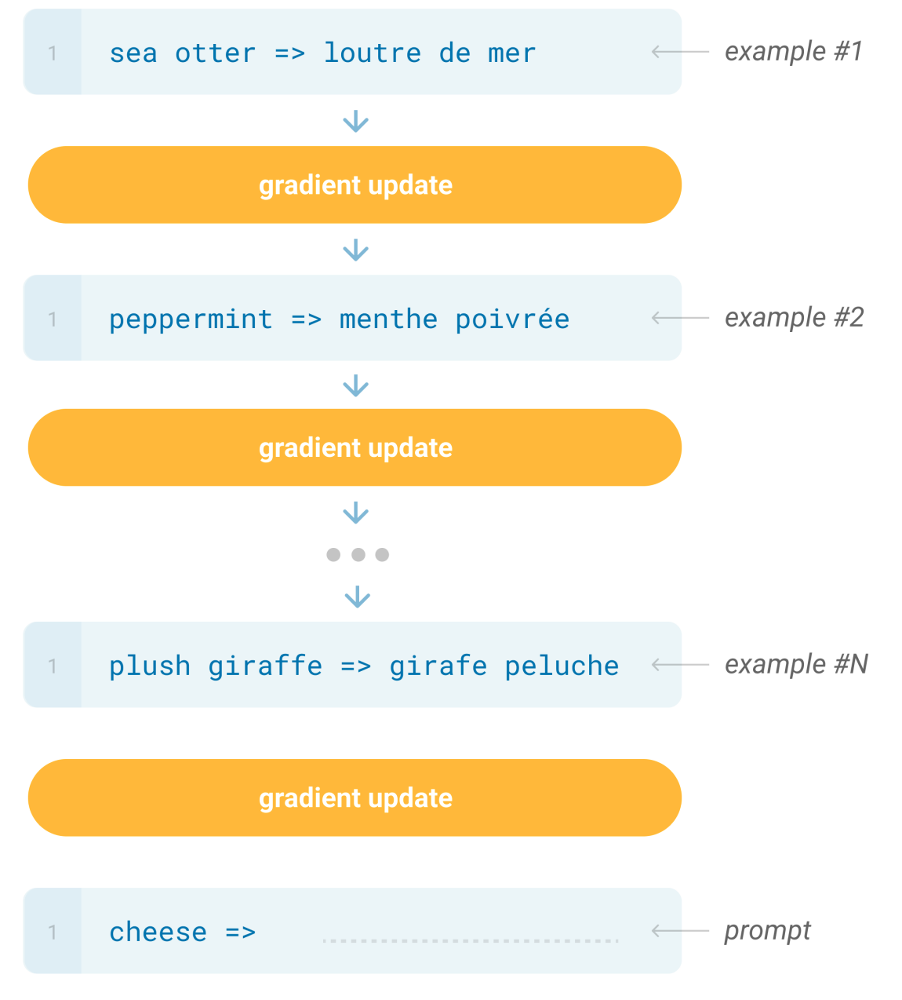 1 sea otter => loutre de mer example #1
gradient update
1 peppermint => menthe poivrée example #2
gradient update
1 plush giraffe => girafe peluche example #N
gradient update
1 cheese => prompt